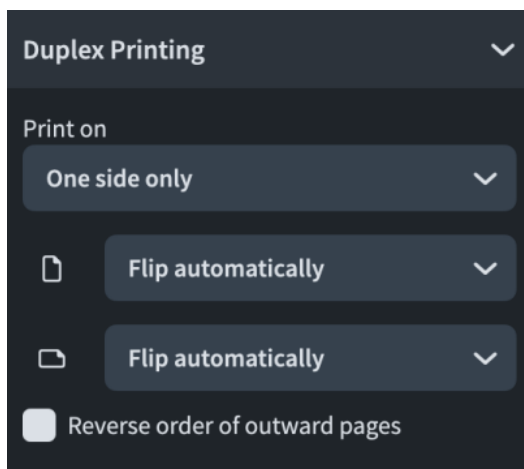 Duplex Printing
Print on
One side only
Flip automatically
Flip automatically
Reverse order of outward pages